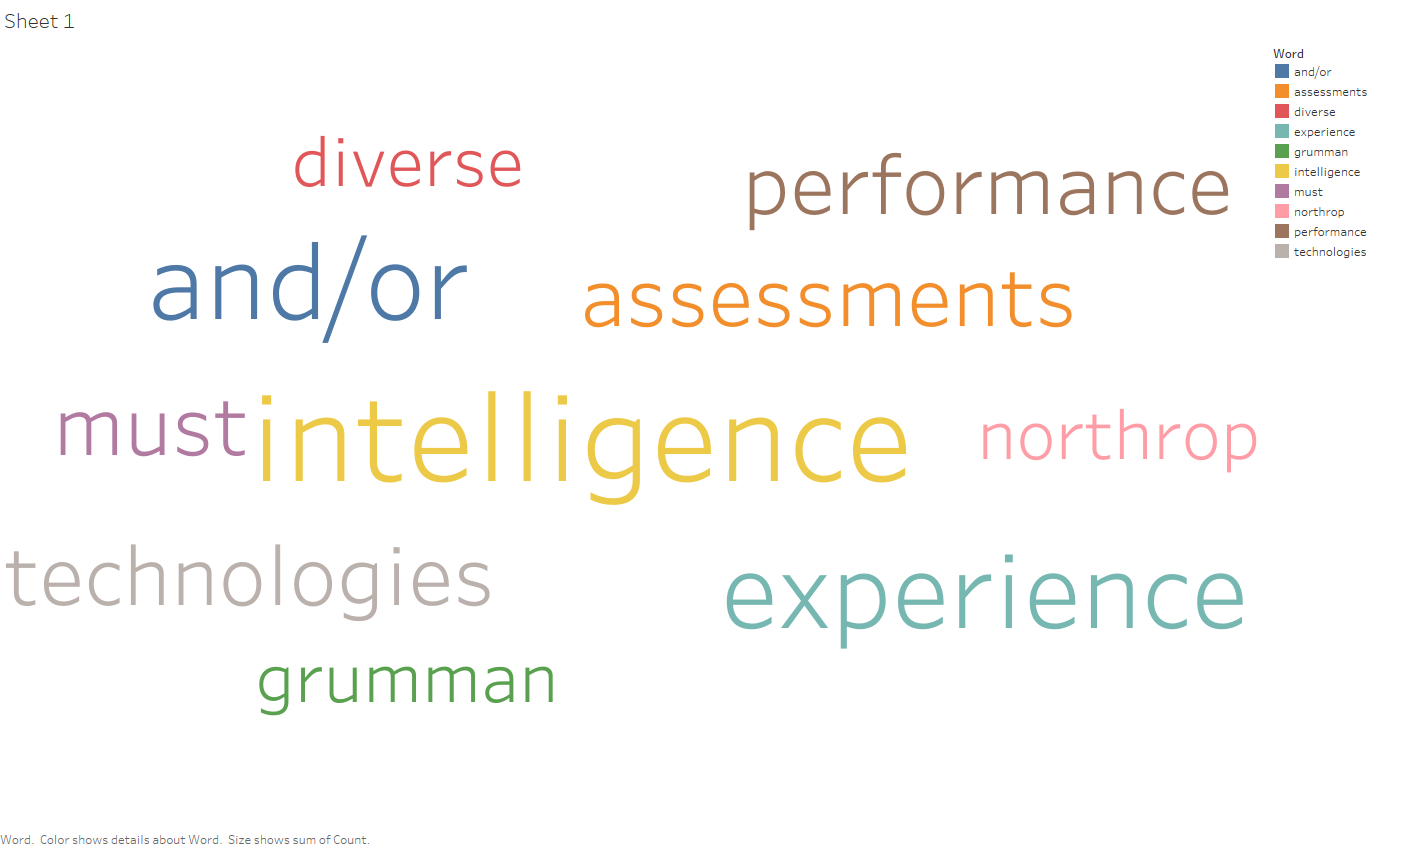 Sheet 1
Word
and/or
assessments
diverse
experience
grumman
intelligence
must
northrop
performance
technologies
diverse
performance
and/or
assessments
must
intelligence
northrop
technologies
experience
grumman
Word.  Color shows details about Word.  Size shows sum of Count.